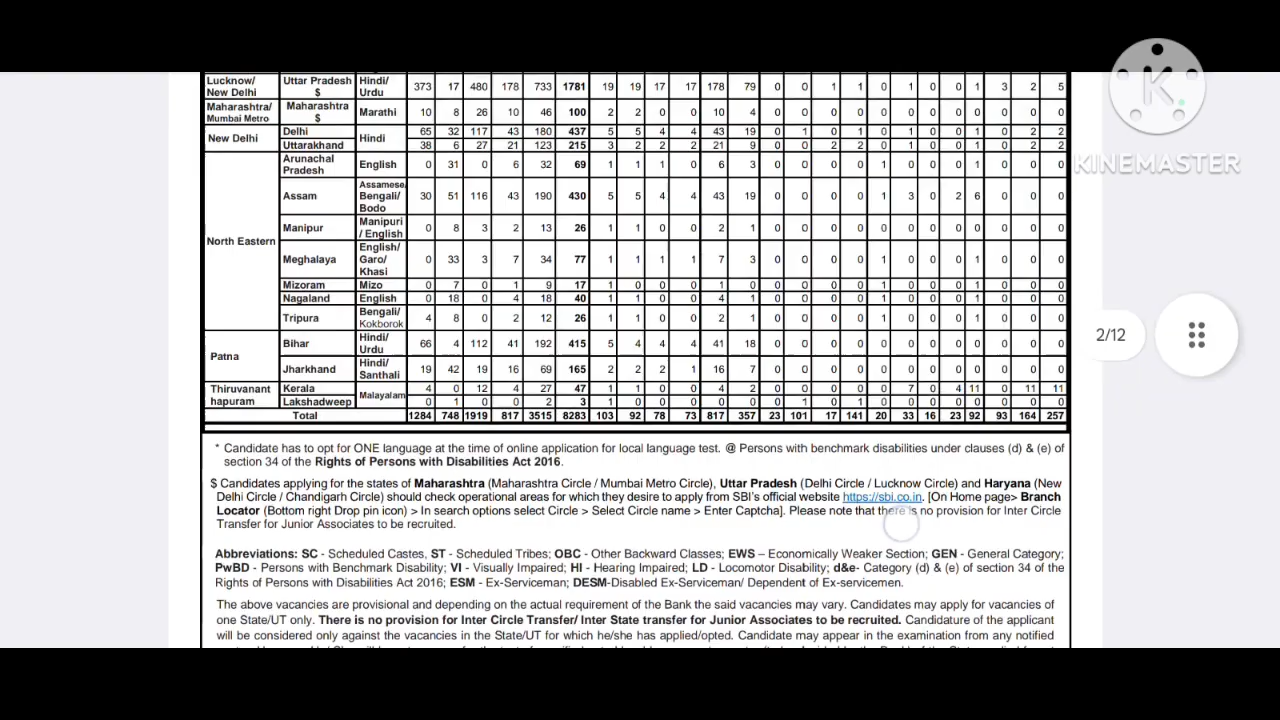 Lucknow/ New Delhi Uttar Pradesh $ Hindi/ Urdu 373 17 480 178 733 1781 19 19 17 17 178 79 0 0 1 1 0 1 0 1 3 2 5
Maharashtra/ Mumbai Metro Maharashtra $ Marathi 10 8 26 10 46 100 2 2 0 0 10 4 0 0 0 0 0 0 0 0 0 0 0
New Delhi Delhi Hindi 65 32 117 43 180 437 5 5 4 4 43 19 0 1 0 1 0 1 0 1 0 2 2
Uttarakhand 38 6 27 21 123 215 3 2 2 2 21 9 0 0 2 2 0 1 0 1 0 2 2
North Eastern Arunachal Pradesh English 0 31 0 6 32 69 1 1 1 0 6 3 0 0 0 0 1 0 0 1 0 0 0
Assam Assamese/ Bengali/ Bodo 30 51 116 43 190 430 5 5 4 4 43 19 0 0 0 0 1 3 0 2 6 0 0 0
Manipur Manipuri / English 0 8 3 2 13 26 1 1 0 0 2 1 0 0 0 0 0 0 0 0 0 0 0
Meghalaya English/ Garo/ Khasi 0 33 3 7 34 77 1 1 1 1 7 3 0 0 0 0 1 0 0 1 0 0 0
Mizoram Mizo 0 7 0 1 9 17 1 0 0 0 1 0 0 0 0 0 1 0 0 1 0 0 0
Nagaland English 0 18 0 4 18 40 1 1 0 0 4 1 0 0 0 0 1 0 0 1 0 0 0
Tripura Bengali/ Kokborok 4 8 0 2 12 26 1 1 0 0 2 1 0 0 0 0 1 0 0 1 0 0 0
Patna Bihar Hindi/ Urdu 66 4 112 41 192 415 5 4 4 4 41 18 0 0 0 0 0 0 0 0 0 0 0
Jharkhand Hindi/ Santhali 19 42 19 16 69 165 2 2 2 1 16 7 0 0 0 0 0 0 0 0 0 0 0
Thiruvanant hapuram Kerala Malayalam 4 0 12 4 27 47 1 1 0 0 4 2 0 0 0 0 0 7 0 4 11 0 11 11
Lakshadweep 0 1 0 0 2 3 1 0 0 0 0 0 0 1 0 1 0 0 0 0 0 0 0
Total 1284 748 1919 817 3515 8283 103 92 78 73 817 357 23 101 17 141 20 33 16 23 92 93 164 257
* Candidate has to opt for ONE language at the time of online application for local language test. @ Persons with benchmark disabilities under clauses (d) & (e) of
section 34 of the Rights of Persons with Disabilities Act 2016.
$ Candidates applying for the states of Maharashtra (Maharashtra Circle / Mumbai Metro Circle), Uttar Pradesh (Delhi Circle / Lucknow Circle) and Haryana (New
Delhi Circle / Chandigarh Circle) should check operational areas for which they desire to apply from SBI's official website https://sbi.co.in. [On Home page> Branch
Locator (Bottom right Drop pin icon) > In search options select Circle > Select Circle name > Enter Captcha]. Please note that there is no provision for Inter Circle
Transfer for Junior Associates to be recruited.
Abbreviations: SC - Scheduled Castes, ST - Scheduled Tribes; OBC - Other Backward Classes; EWS – Economically Weaker Section; GEN - General Category;
PwBD - Persons with Benchmark Disability; VI - Visually Impaired; HI - Hearing Impaired; LD - Locomotor Disability; d&e- Category (d) & (e) of section 34 of the
Rights of Persons with Disabilities Act 2016; ESM - Ex-Serviceman; DESM-Disabled Ex-Serviceman/ Dependent of Ex-servicemen.
The above vacancies are provisional and depending on the actual requirement of the Bank the said vacancies may vary. Candidates may apply for vacancies of
one State/UT only. There is no provision for Inter Circle Transfer/ Inter State transfer for Junior Associates to be recruited. Candidature of the applicant
will be considered only against the vacancies in the State/UT for which he/she has applied/opted. Candidate may appear in the examination from any notified
2/12
K
KINEMASTER